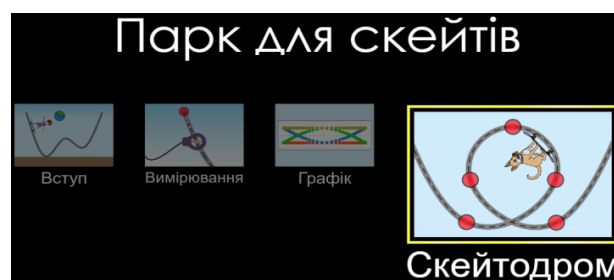 Парк для скейтів
Вступ
Вимірювання
Графік
Скейтодром